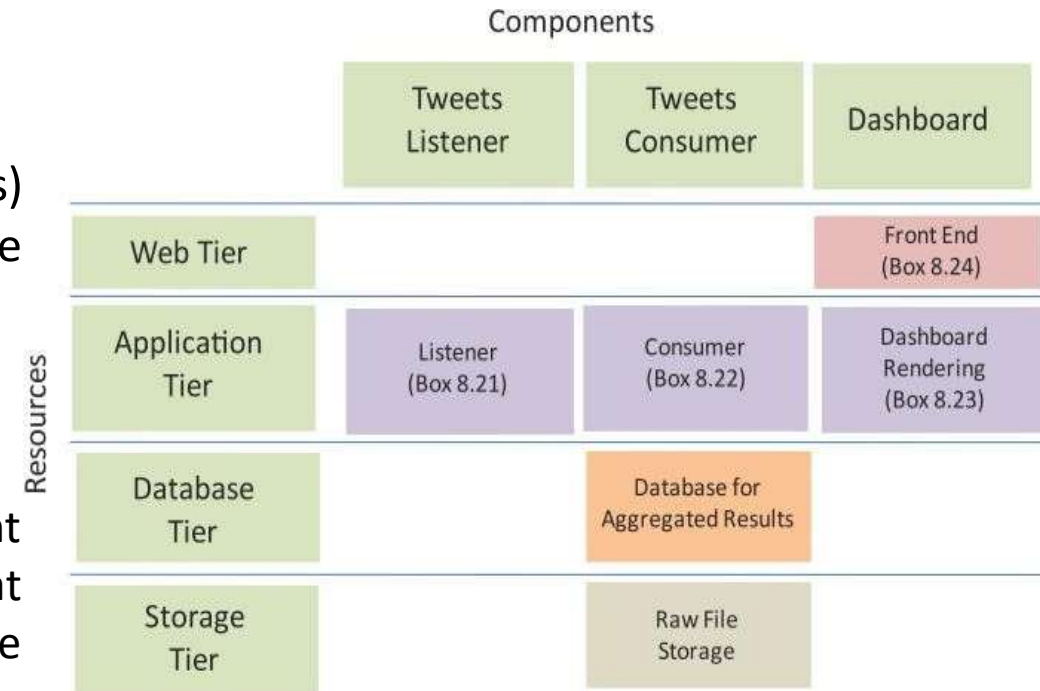 Components
Tweets
Listener
Tweets
Consumer
Dashboard
s)
e
Web Tier
Front End
(Box 8.24)
Resources
Application
Tier
Listener
(Box 8.21)
Consumer
(Box 8.22)
Dashboard
Rendering
(Box 8.23)
Database
Tier
Database for
Aggregated Results
nt
nt
e
Storage
Tier
Raw File
Storage